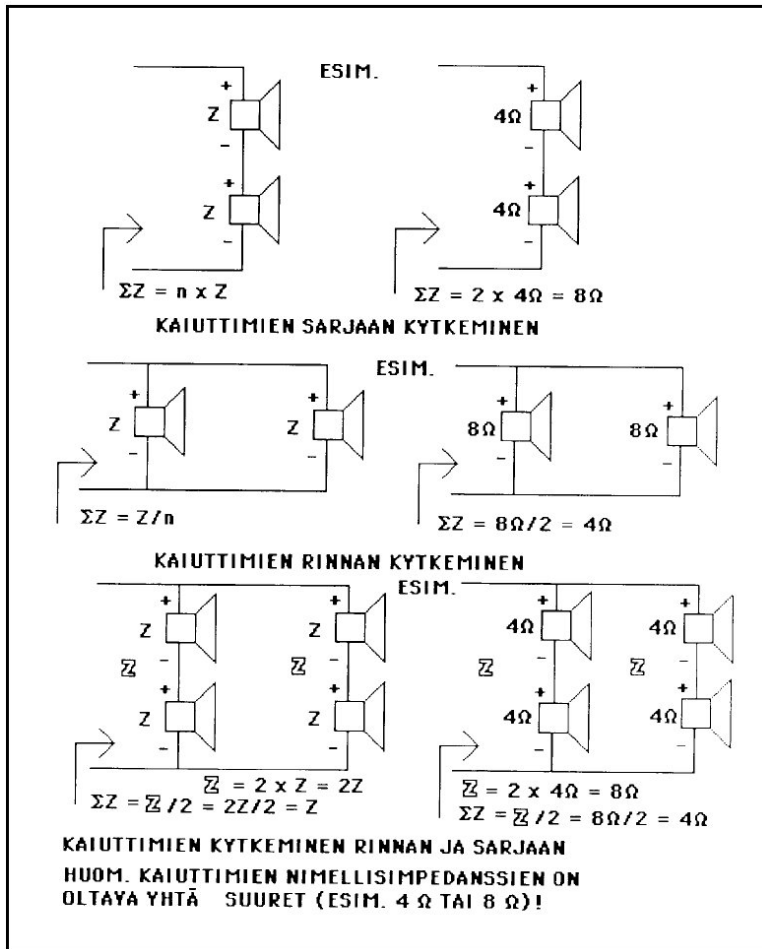 ESIM.
+ +
Z 4Ω
− −
+ +
Z 4Ω
− −
ΣZ = n x Z ΣZ = 2 x 4Ω = 8Ω
KAIUTTIMIEN SARJAAN KYTKEMINEN
ESIM.
+ + + +
Z Z 8Ω 8Ω
− − − −
ΣZ = Z/n ΣZ = 8Ω/2 = 4Ω
KAIUTTIMIEN RINNAN KYTKEMINEN
ESIM.
+ + + +
Z Z 4Ω 4Ω
Z − Z − Z − Z −
+ + + +
Z Z 4Ω 4Ω
− − − −
Z = 2 x Z = 2Z Z = 2 x 4Ω = 8Ω
ΣZ = Z/2 = 2Z/2 = Z ΣZ = Z/2 = 8Ω/2 = 4Ω
KAIUTTIMIEN KYTKEMINEN RINNAN JA SARJAAN
HUOM. KAIUTTIMIEN NIMELLISIMPEDANSSIEN ON
OLTAVA YHTÄ SUURET (ESIM. 4 Ω TAI 8 Ω)!